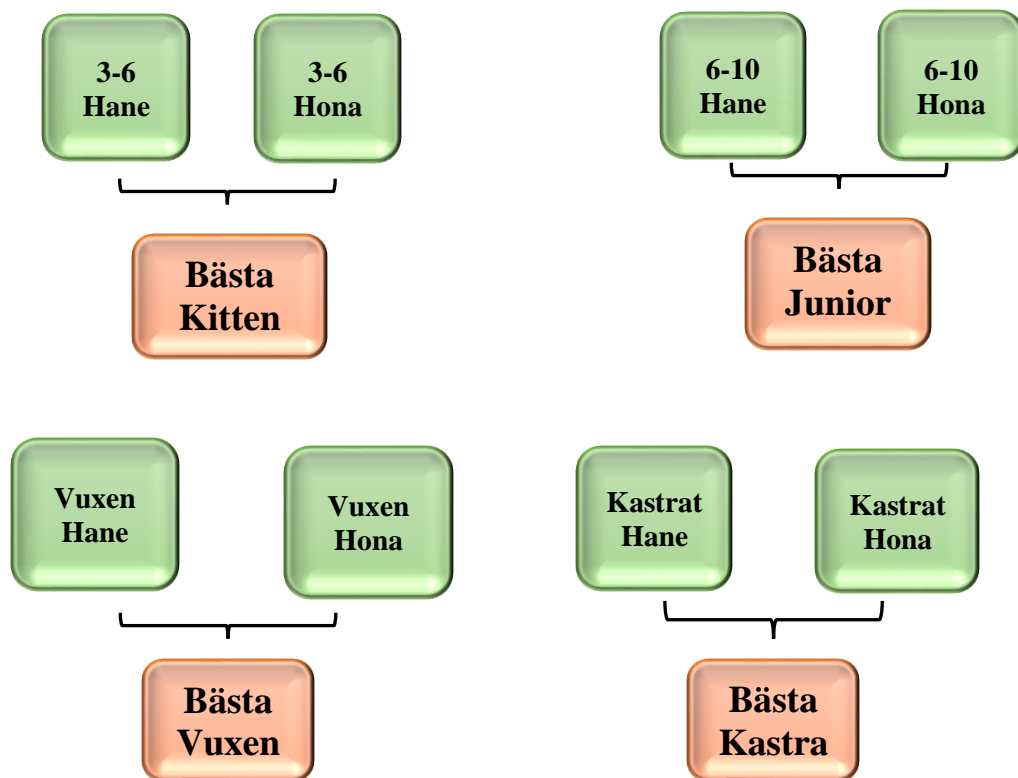 3-6
Hane
3-6
Hona
6-10
Hane
6-10
Hona
Bästa
Kitten
Bästa
Junior
Vuxen
Hane
Vuxen
Hona
Kastrat
Hane
Kastrat
Hona
Bästa
Vuxen
Bästa
Kastra